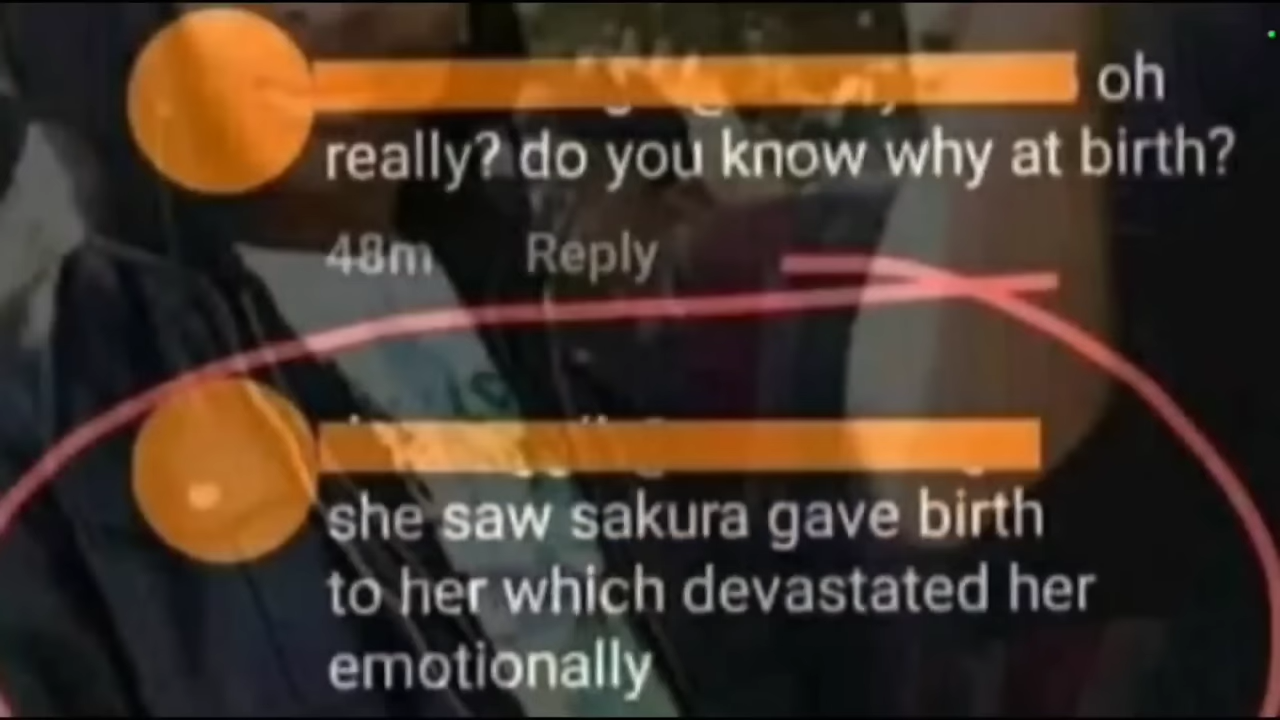 oh
really? do you know why at birth?
48m Reply
she saw sakura gave birth
to her which devastated her
emotionally